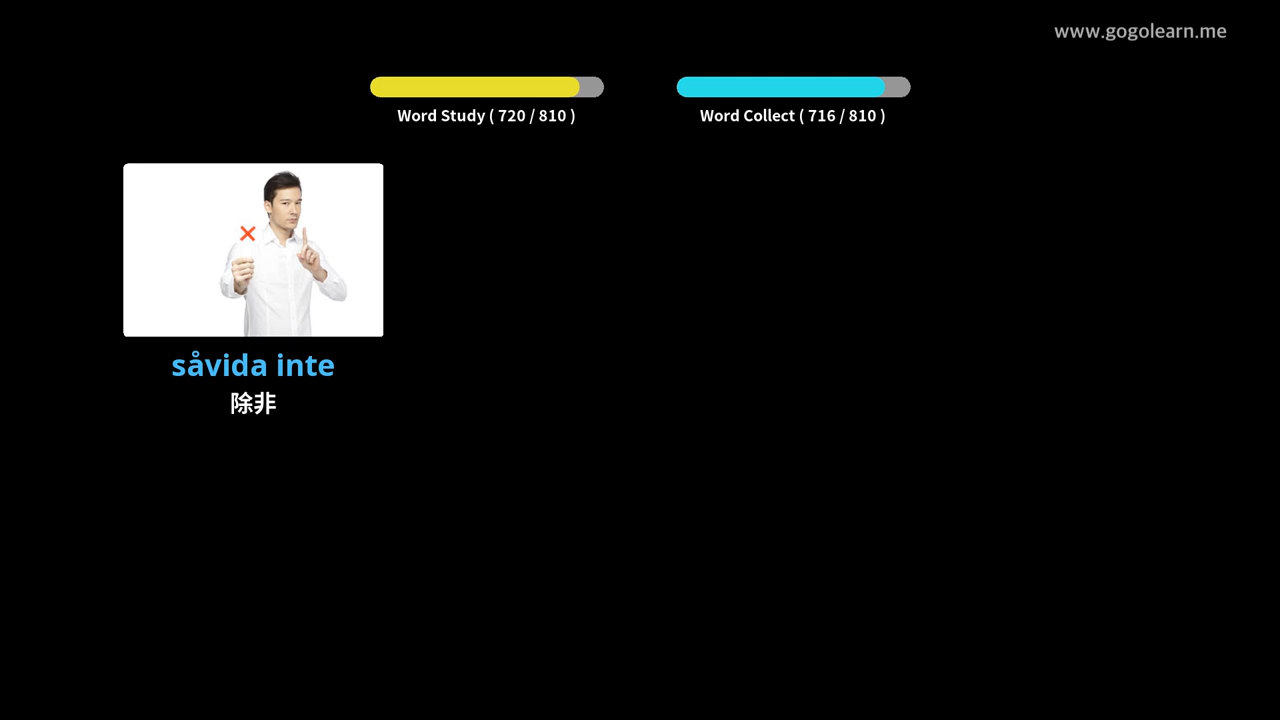 www.gogolearn.me
Word Study ( 720 / 810 )
Word Collect ( 716 / 810 )
såvida inte
除非